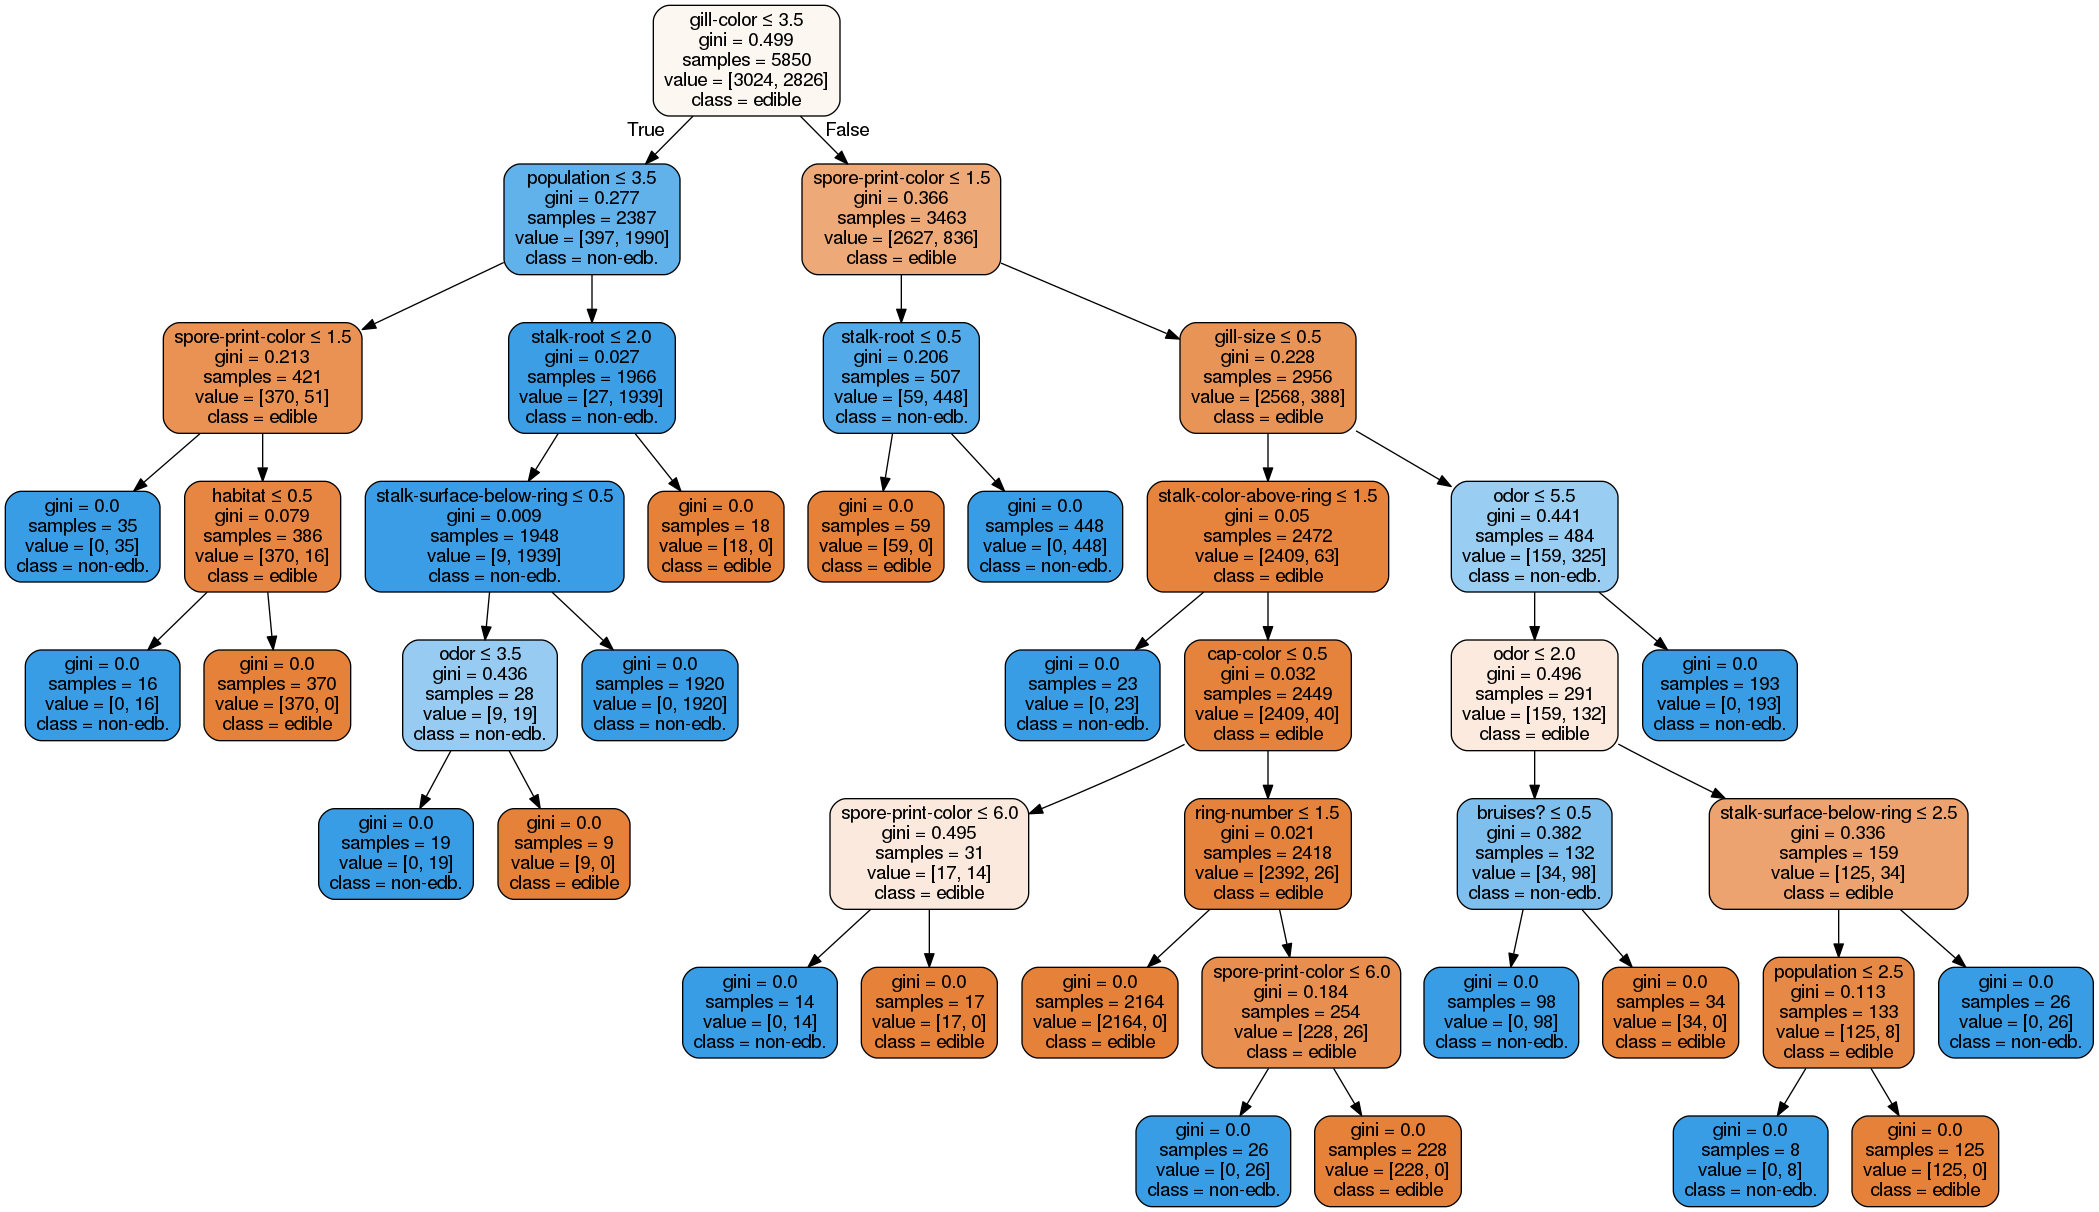 gill-color ≤ 3.5
gini = 0.499
samples = 5850
value = [3024, 2826]
class = edible
True
False
population ≤ 3.5
gini = 0.277
samples = 2387
value = [397, 1990]
class = non-edb.
spore-print-color ≤ 1.5
gini = 0.366
samples = 3463
value = [2627, 836]
class = edible
spore-print-color ≤ 1.5
gini = 0.213
samples = 421
value = [370, 51]
class = edible
stalk-root ≤ 2.0
gini = 0.027
samples = 1966
value = [27, 1939]
class = non-edb.
stalk-root ≤ 0.5
gini = 0.206
samples = 507
value = [59, 448]
class = non-edb.
gill-size ≤ 0.5
gini = 0.228
samples = 2956
value = [2568, 388]
class = edible
gini = 0.0
samples = 35
value = [0, 35]
class = non-edb.
habitat ≤ 0.5
gini = 0.079
samples = 386
value = [370, 16]
class = edible
stalk-surface-below-ring ≤ 0.5
gini = 0.009
samples = 1948
value = [9, 1939]
class = non-edb.
gini = 0.0
samples = 18
value = [18, 0]
class = edible
gini = 0.0
samples = 59
value = [59, 0]
class = edible
gini = 0.0
samples = 448
value = [0, 448]
class = non-edb.
stalk-color-above-ring ≤ 1.5
gini = 0.05
samples = 2472
value = [2409, 63]
class = edible
odor ≤ 5.5
gini = 0.441
samples = 484
value = [159, 325]
class = non-edb.
gini = 0.0
samples = 16
value = [0, 16]
class = non-edb.
gini = 0.0
samples = 370
value = [370, 0]
class = edible
odor ≤ 3.5
gini = 0.436
samples = 28
value = [9, 19]
class = non-edb.
gini = 0.0
samples = 1920
value = [0, 1920]
class = non-edb.
gini = 0.0
samples = 23
value = [0, 23]
class = non-edb.
cap-color ≤ 0.5
gini = 0.032
samples = 2449
value = [2409, 40]
class = edible
odor ≤ 2.0
gini = 0.496
samples = 291
value = [159, 132]
class = edible
gini = 0.0
samples = 193
value = [0, 193]
class = non-edb.
gini = 0.0
samples = 19
value = [0, 19]
class = non-edb.
gini = 0.0
samples = 9
value = [9, 0]
class = edible
spore-print-color ≤ 6.0
gini = 0.495
samples = 31
value = [17, 14]
class = edible
ring-number ≤ 1.5
gini = 0.021
samples = 2418
value = [2392, 26]
class = edible
bruises? ≤ 0.5
gini = 0.382
samples = 132
value = [34, 98]
class = non-edb.
stalk-surface-below-ring ≤ 2.5
gini = 0.336
samples = 159
value = [125, 34]
class = edible
gini = 0.0
samples = 14
value = [0, 14]
class = non-edb.
gini = 0.0
samples = 17
value = [17, 0]
class = edible
gini = 0.0
samples = 2164
value = [2164, 0]
class = edible
spore-print-color ≤ 6.0
gini = 0.184
samples = 254
value = [228, 26]
class = edible
gini = 0.0
samples = 98
value = [0, 98]
class = non-edb.
gini = 0.0
samples = 34
value = [34, 0]
class = edible
population ≤ 2.5
gini = 0.113
samples = 133
value = [125, 8]
class = edible
gini = 0.0
samples = 26
value = [0, 26]
class = non-edb.
gini = 0.0
samples = 26
value = [0, 26]
class = non-edb.
gini = 0.0
samples = 228
value = [228, 0]
class = edible
gini = 0.0
samples = 8
value = [0, 8]
class = non-edb.
gini = 0.0
samples = 125
value = [125, 0]
class = edible